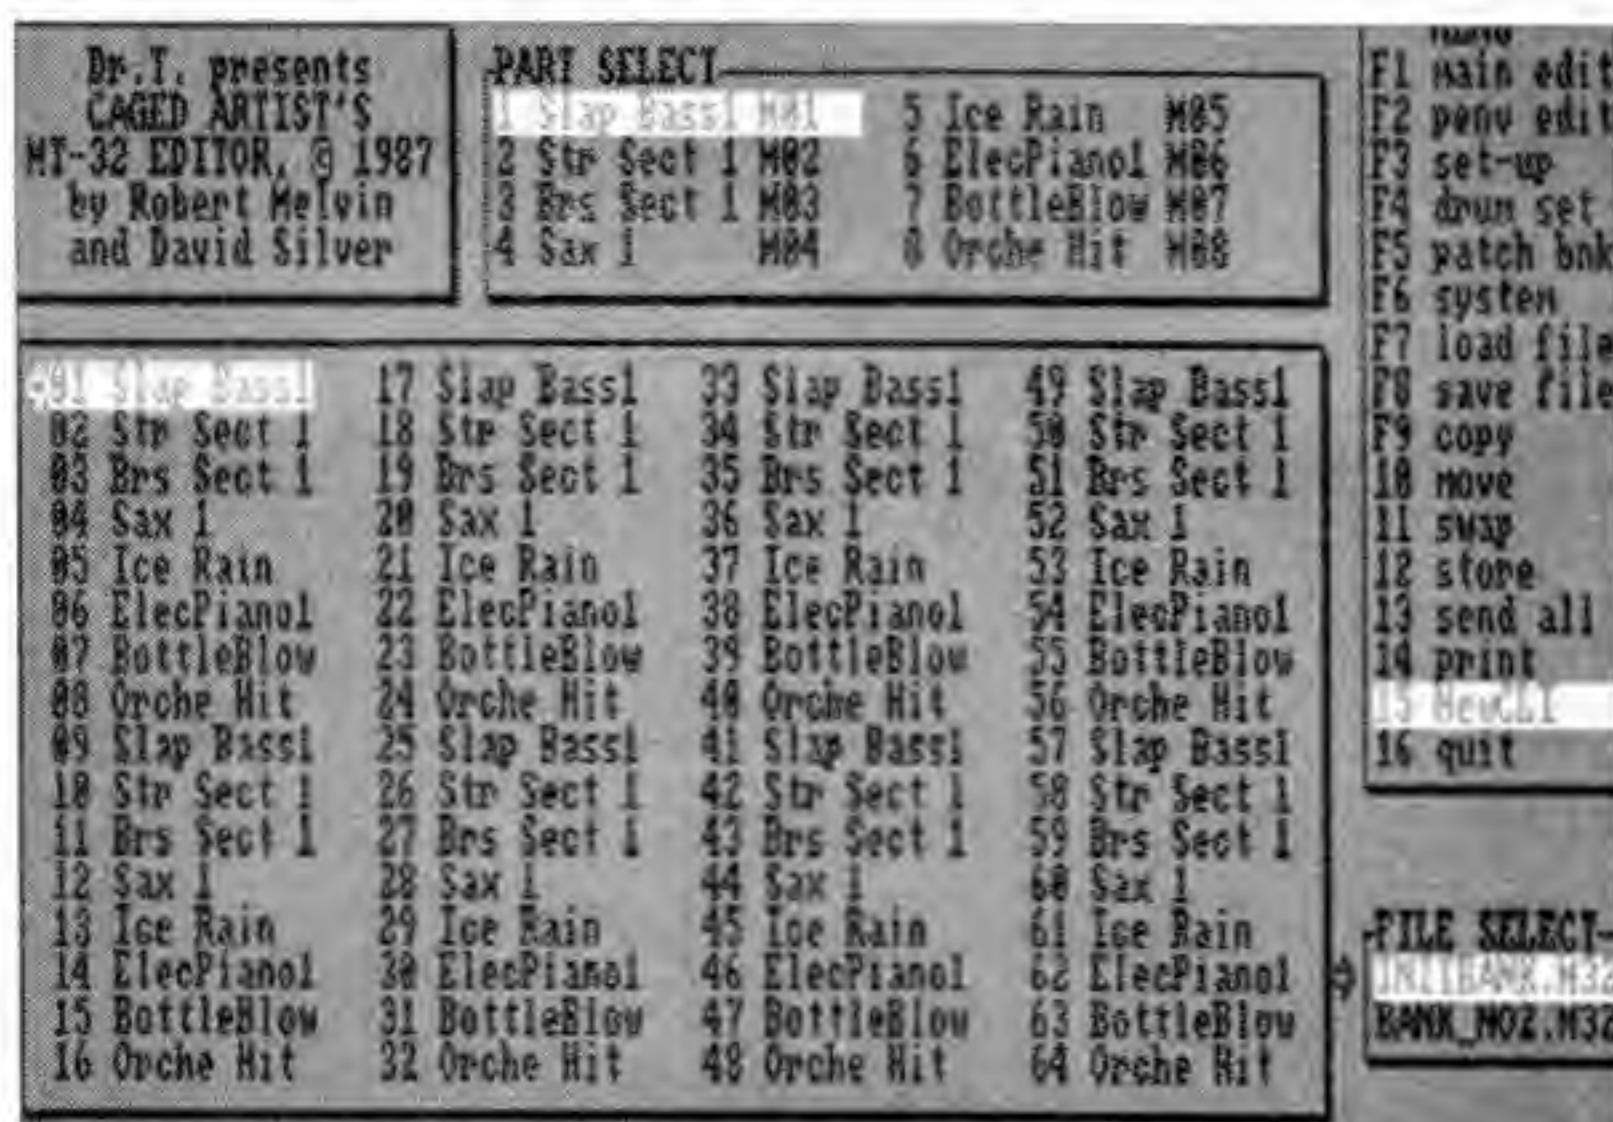 Dr.T. presents
CAGED ARTIST'S
MT-32 EDITOR, © 1987
by Robert Melvin
and David Silver
PART SELECT
1 Slap Bass1 M01 5 Ice Rain M05
2 Str Sect 1 M02 6 ElecPiano1 M06
3 Brs Sect 1 M03 7 BottleBlow M07
4 Sax 1 M04 8 Orche Hit M08
01 Slap Bass1 17 Slap Bass1 33 Slap Bass1 49 Slap Bass1
02 Str Sect 1 18 Str Sect 1 34 Str Sect 1 50 Str Sect 1
03 Brs Sect 1 19 Brs Sect 1 35 Brs Sect 1 51 Brs Sect 1
04 Sax 1 20 Sax 1 36 Sax 1 52 Sax 1
05 Ice Rain 21 Ice Rain 37 Ice Rain 53 Ice Rain
06 ElecPiano1 22 ElecPiano1 38 ElecPiano1 54 ElecPiano1
07 BottleBlow 23 BottleBlow 39 BottleBlow 55 BottleBlow
08 Orche Hit 24 Orche Hit 40 Orche Hit 56 Orche Hit
09 Slap Bass1 25 Slap Bass1 41 Slap Bass1 57 Slap Bass1
10 Str Sect 1 26 Str Sect 1 42 Str Sect 1 58 Str Sect 1
11 Brs Sect 1 27 Brs Sect 1 43 Brs Sect 1 59 Brs Sect 1
12 Sax 1 28 Sax 1 44 Sax 1 60 Sax 1
13 Ice Rain 29 Ice Rain 45 Ice Rain 61 Ice Rain
14 ElecPiano1 30 ElecPiano1 46 ElecPiano1 62 ElecPiano1
15 BottleBlow 31 BottleBlow 47 BottleBlow 63 BottleBlow
16 Orche Hit 32 Orche Hit 48 Orche Hit 64 Orche Hit
F1 main edit
F2 penv edit
F3 set-up
F4 drum set
F5 patch bnk
F6 system
F7 load file
F8 save file
F9 copy
10 move
11 swap
12 store
13 send all
14 print
15 NewCLI
16 quit
FILE SELECT
INITBANK.M32
BANK_NO2.M32